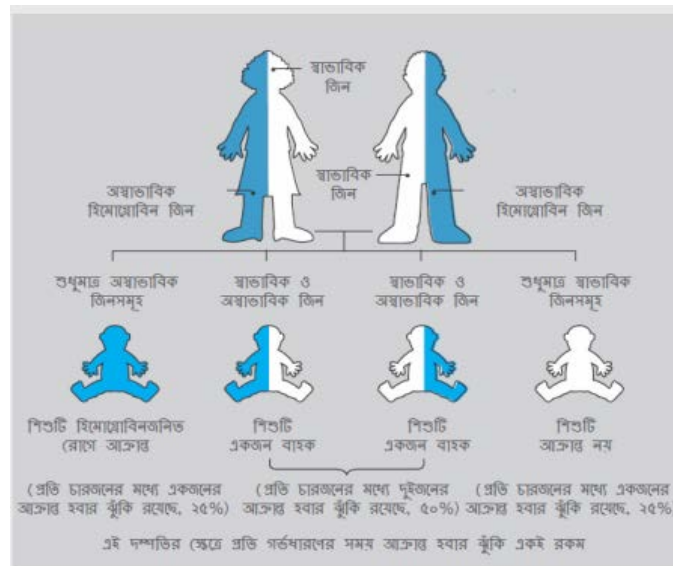 স্বাভাবিক
জিন
স্বাভাবিক
জিন
অস্বাভাবিক
হিমোগ্লোবিন জিন
অস্বাভাবিক
হিমোগ্লোবিন জিন
শুধুমাত্র অস্বাভাবিক
জিনসমূহ
স্বাভাবিক ও
অস্বাভাবিক জিন
স্বাভাবিক ও
অস্বাভাবিক জিন
শুধুমাত্র স্বাভাবিক
জিনসমূহ
শিশুটি হিমোগ্লোবিনজনিত
রোগে আক্রান্ত
শিশুটি
একজন বাহক
শিশুটি
একজন বাহক
শিশুটি
আক্রান্ত নয়
(প্রতি চারজনের মধ্যে একজনের
আক্রান্ত হবার ঝুঁকি রয়েছে, ২৫%)
(প্রতি চারজনের মধ্যে দূইজনের
আক্রান্ত হবার ঝুঁকি রয়েছে, ৫০%)
(প্রতি চারজনের মধ্যে একজনের
আক্রান্ত হবার ঝুঁকি রয়েছে, ২৫%)
এই দম্পতির ক্ষেত্রে প্রতি গর্ভধারণের সময় আক্রান্ত হবার ঝুঁকি একই রকম